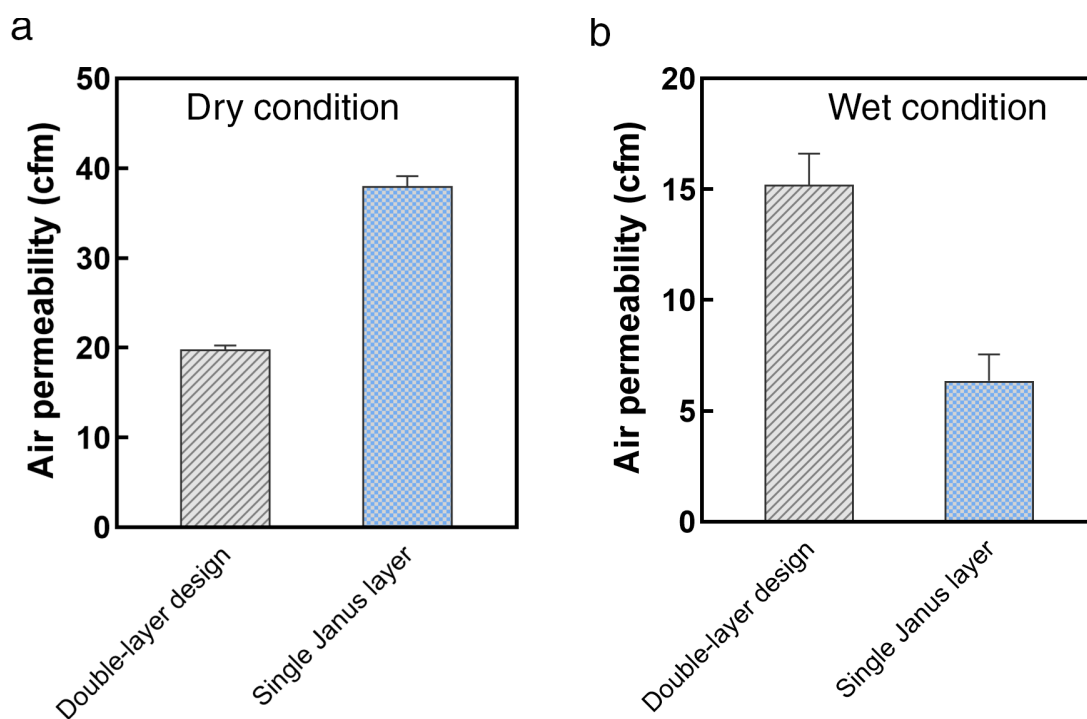 a
Dry condition
Air permeability (cfm)
50
40
30
20
10
0
Double-layer design
Single Janus layer
b
Wet condition
Air permeability (cfm)
20
15
10
5
0
Double-layer design
Single Janus layer